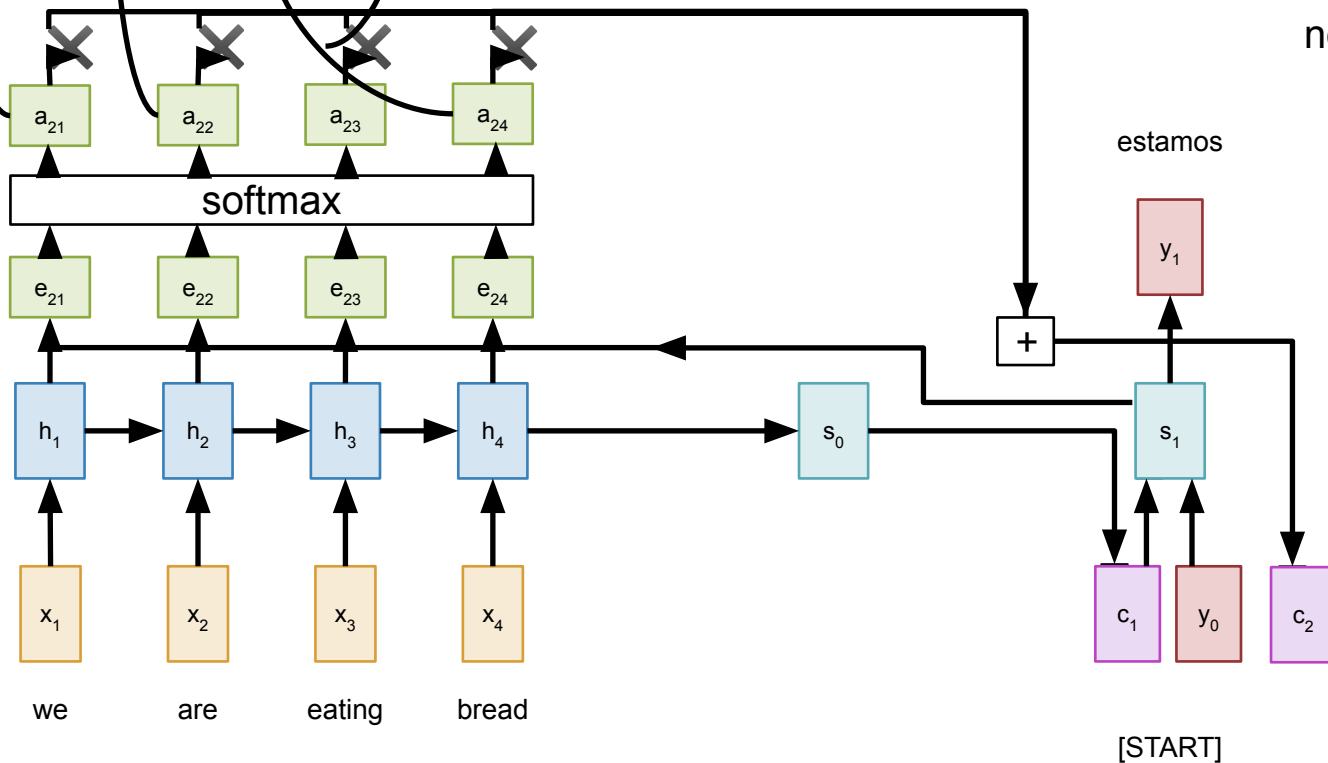 estamos
a21 a22 a23 a24
softmax
y1
e21 e22 e23 e24
+
h1 h2 h3 h4 s0 s1
x1 x2 x3 x4 c1 y0 c2
we are eating bread
[START]